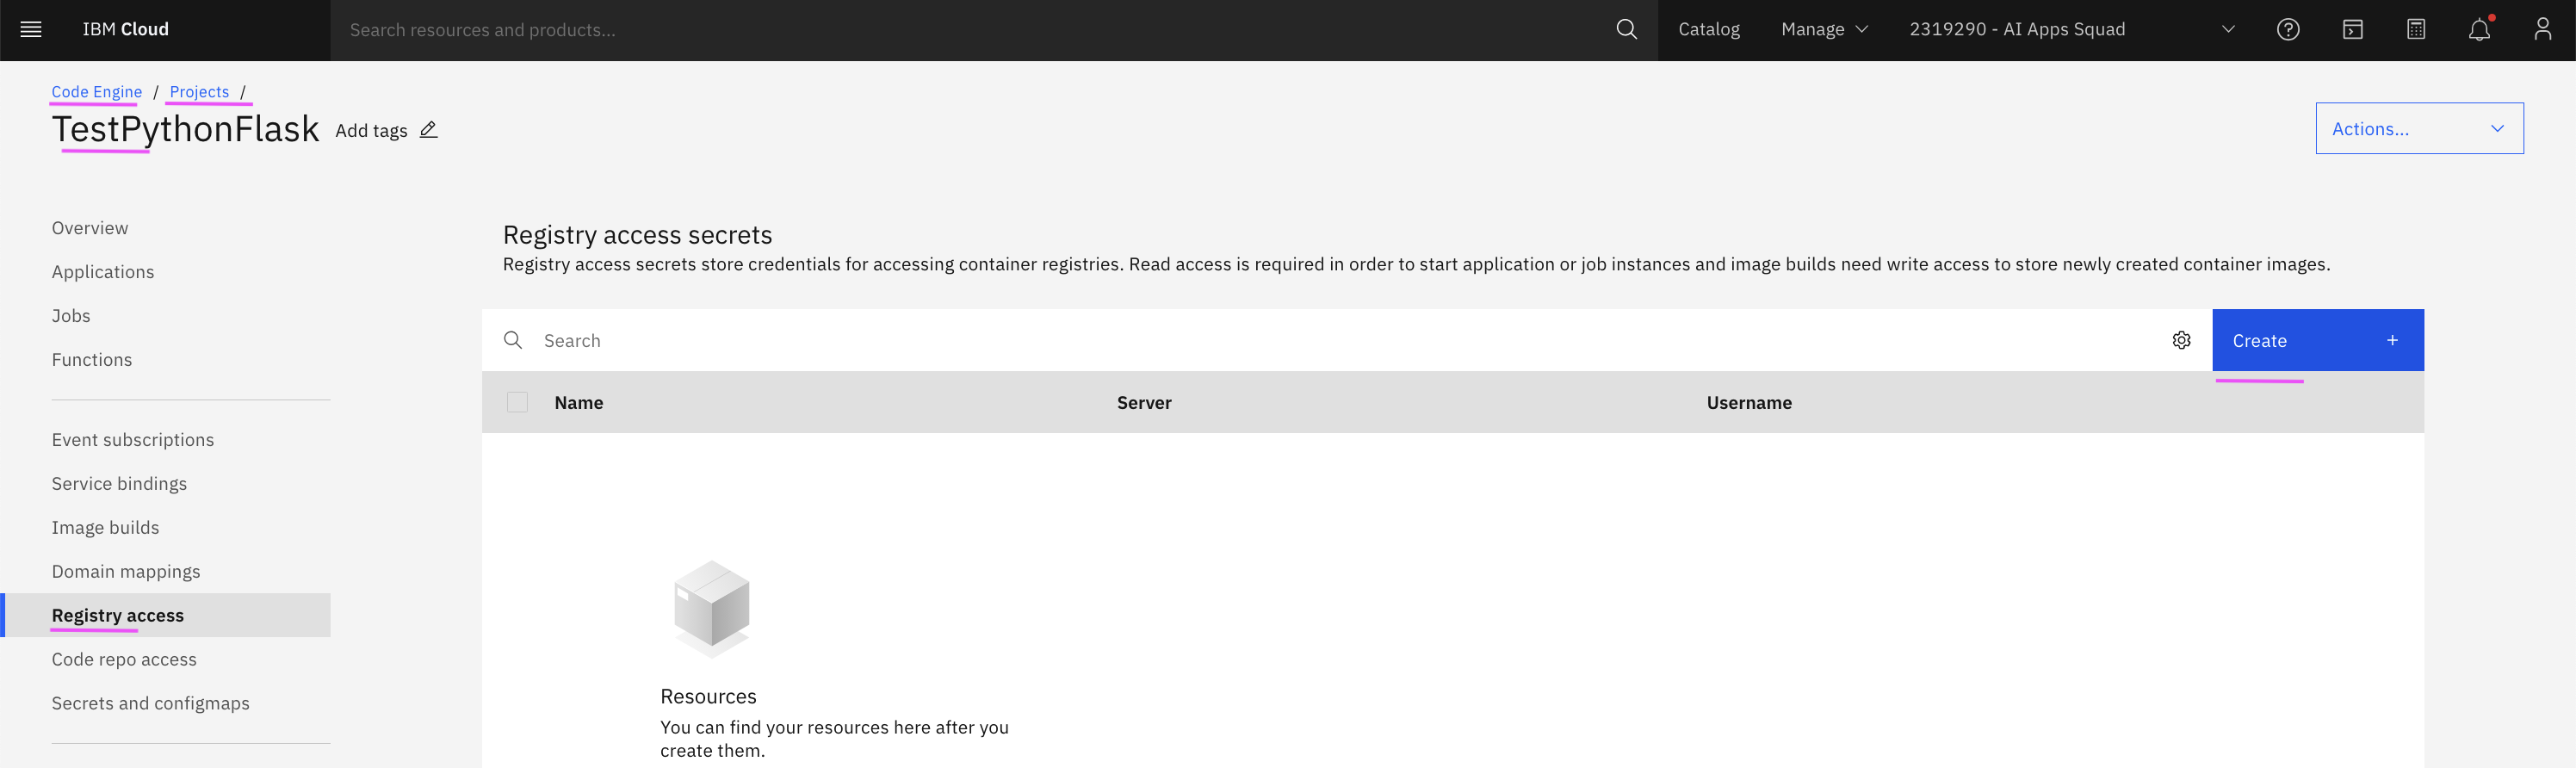 IBM Cloud
Search resources and products...
Catalog
Manage
2319290 - AI Apps Squad
Code Engine / Projects /
TestPythonFlask
Add tags
Actions...
Overview
Applications
Jobs
Functions
Event subscriptions
Service bindings
Image builds
Domain mappings
Registry access
Code repo access
Secrets and configmaps
Registry access secrets
Registry access secrets store credentials for accessing container registries. Read access is required in order to start application or job instances and image builds need write access to store newly created container images.
Search
Create +
Name Server Username
Resources
You can find your resources here after you
create them.